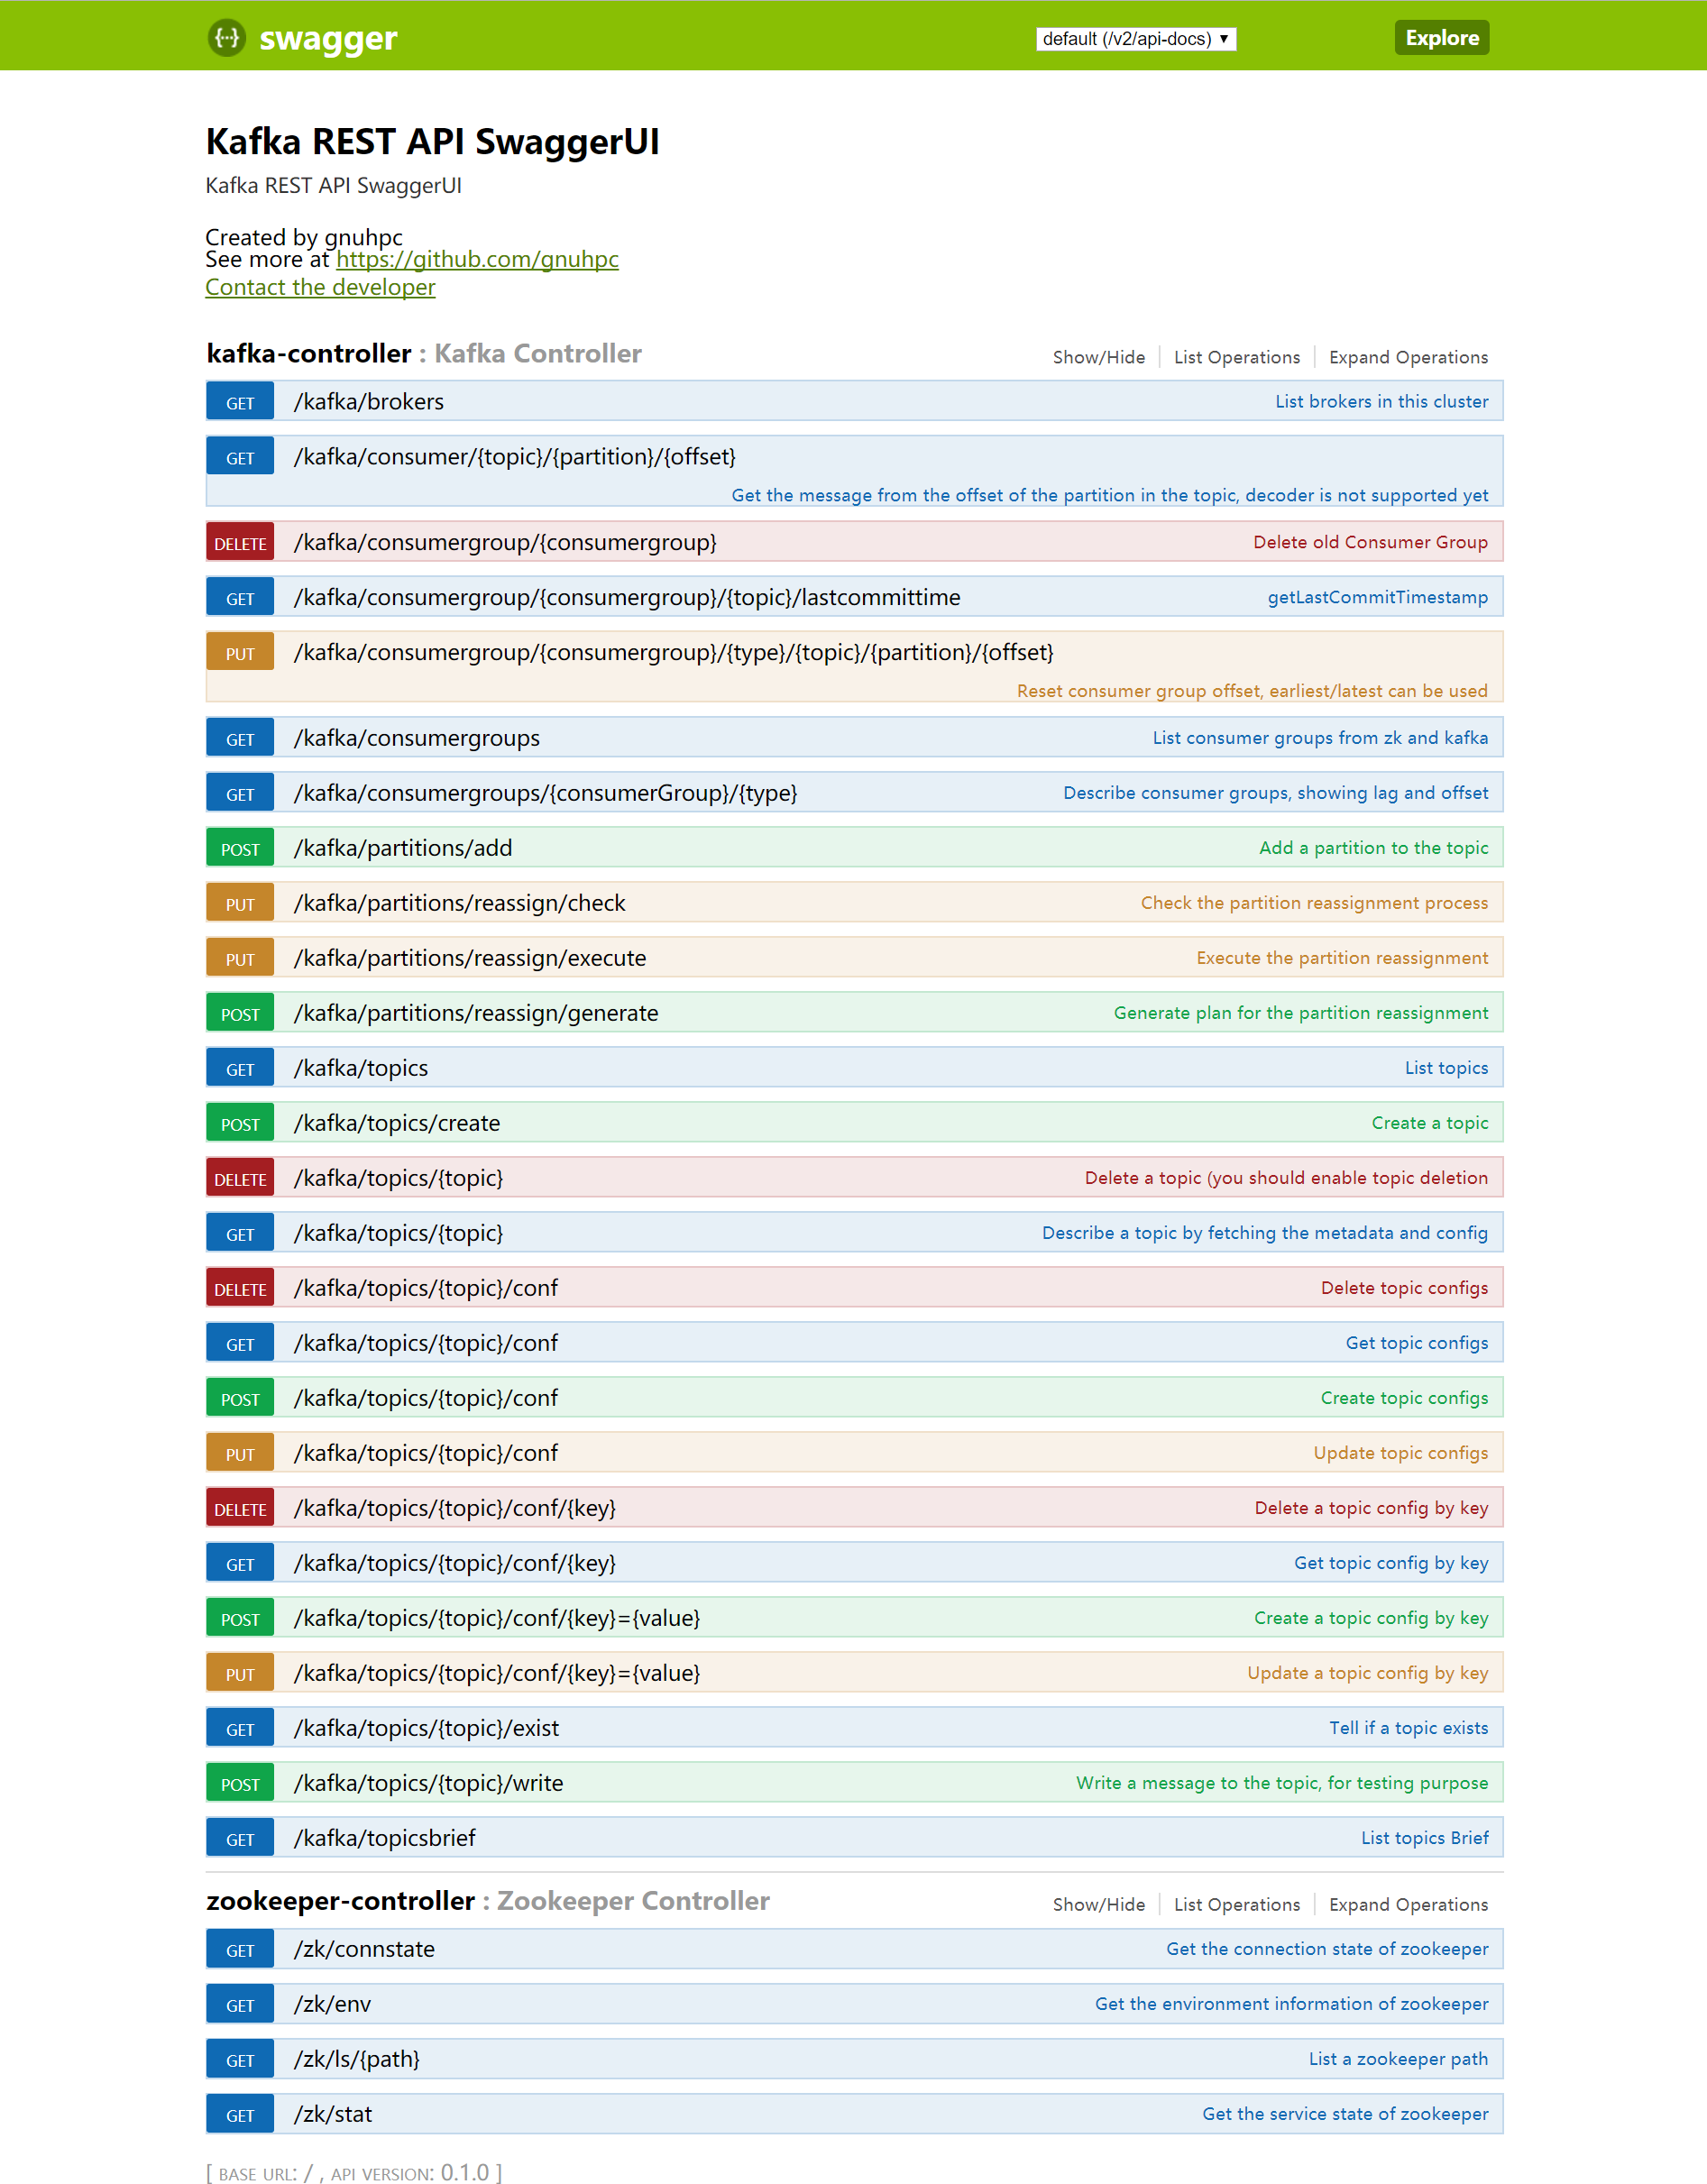 swagger
default (/v2/api-docs)
Explore
Kafka REST API SwaggerUI
Kafka REST API SwaggerUI
Created by gnuhpc
See more at https://github.com/gnuhpc
Contact the developer
kafka-controller : Kafka Controller Show/Hide List Operations Expand Operations
GET /kafka/brokers List brokers in this cluster
GET /kafka/consumer/{topic}/{partition}/{offset}
Get the message from the offset of the partition in the topic, decoder is not supported yet
DELETE /kafka/consumergroup/{consumergroup} Delete old Consumer Group
GET /kafka/consumergroup/{consumergroup}/{topic}/lastcommittime getLastCommitTimestamp
PUT /kafka/consumergroup/{consumergroup}/{type}/{topic}/{partition}/{offset}
Reset consumer group offset, earliest/latest can be used
GET /kafka/consumergroups List consumer groups from zk and kafka
GET /kafka/consumergroups/{consumerGroup}/{type} Describe consumer groups, showing lag and offset
POST /kafka/partitions/add Add a partition to the topic
PUT /kafka/partitions/reassign/check Check the partition reassignment process
PUT /kafka/partitions/reassign/execute Execute the partition reassignment
POST /kafka/partitions/reassign/generate Generate plan for the partition reassignment
GET /kafka/topics List topics
POST /kafka/topics/create Create a topic
DELETE /kafka/topics/{topic} Delete a topic (you should enable topic deletion
GET /kafka/topics/{topic} Describe a topic by fetching the metadata and config
DELETE /kafka/topics/{topic}/conf Delete topic configs
GET /kafka/topics/{topic}/conf Get topic configs
POST /kafka/topics/{topic}/conf Create topic configs
PUT /kafka/topics/{topic}/conf Update topic configs
DELETE /kafka/topics/{topic}/conf/{key} Delete a topic config by key
GET /kafka/topics/{topic}/conf/{key} Get topic config by key
POST /kafka/topics/{topic}/conf/{key}={value} Create a topic config by key
PUT /kafka/topics/{topic}/conf/{key}={value} Update a topic config by key
GET /kafka/topics/{topic}/exist Tell if a topic exists
POST /kafka/topics/{topic}/write Write a message to the topic, for testing purpose
GET /kafka/topicsbrief List topics Brief
zookeeper-controller : Zookeeper Controller Show/Hide List Operations Expand Operations
GET /zk/connstate Get the connection state of zookeeper
GET /zk/env Get the environment information of zookeeper
GET /zk/ls/{path} List a zookeeper path
GET /zk/stat Get the service state of zookeeper
[ BASE URL: / , API VERSION: 0.1.0 ]